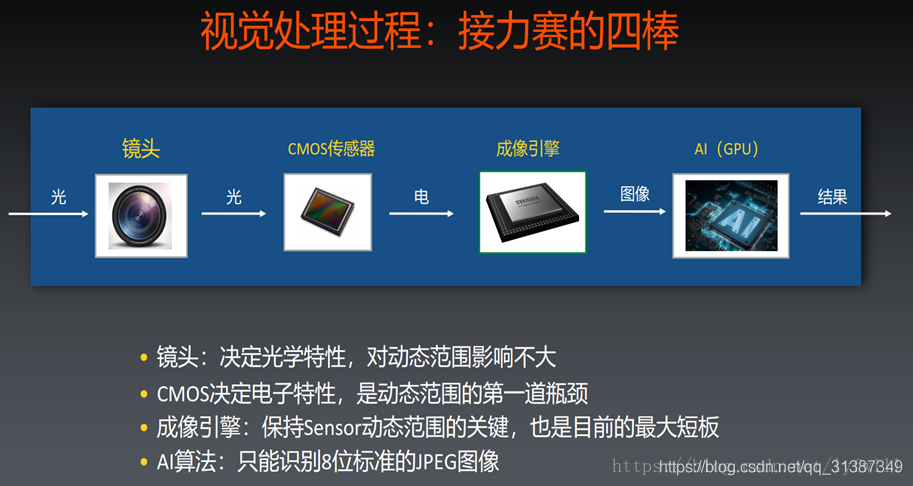 视觉处理过程：接力赛的四棒
镜头
CMOS传感器
成像引擎
AI（GPU）
光
光
电
图像
结果
AI
• 镜头：决定光学特性，对动态范围影响不大
• CMOS决定电子特性，是动态范围的第一道瓶颈
• 成像引擎：保持Sensor动态范围的关键，也是目前的最大短板
• AI算法：只能识别8位标准的JPEG图像
https://blog.csdn.net/qq_31387349